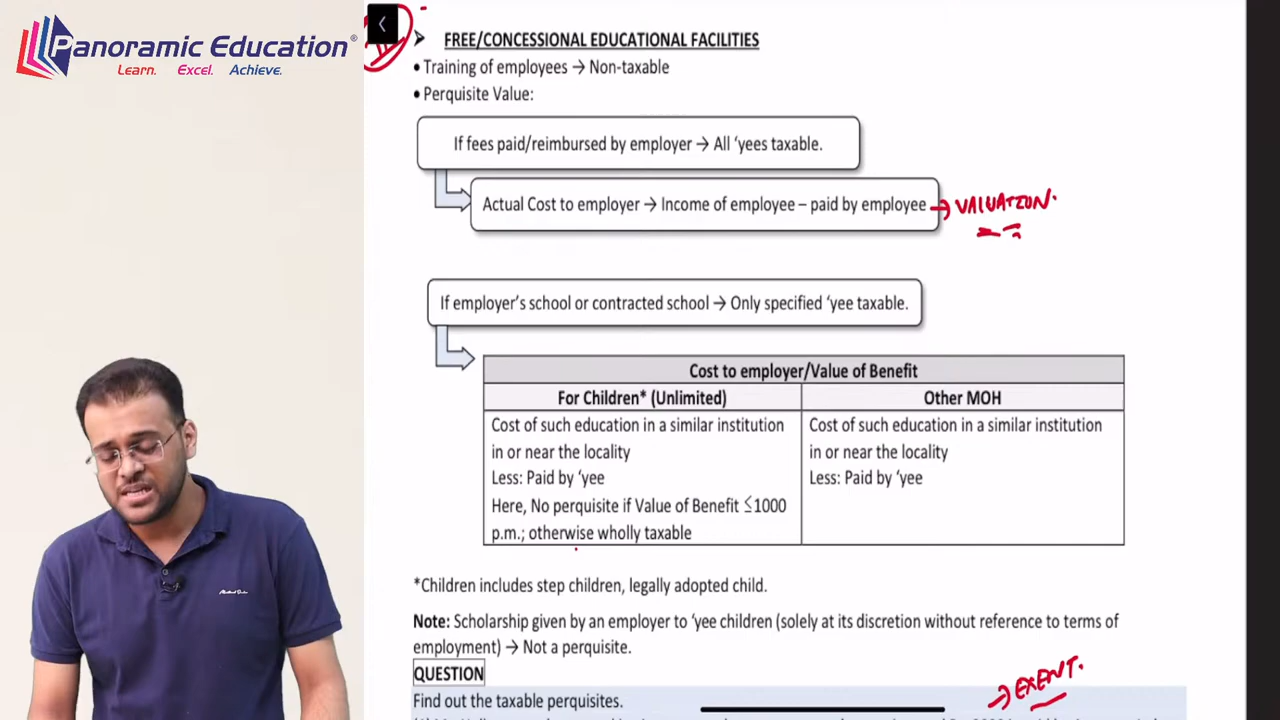 Panoramic Education®
Learn. Excel. Achieve.
FREE/CONCESSIONAL EDUCATIONAL FACILITIES
• Training of employees → Non-taxable
• Perquisite Value:
If fees paid/reimbursed by employer → All ‘yees taxable.
Actual Cost to employer → Income of employee – paid by employee → VALUATION.
If employer’s school or contracted school → Only specified ‘yee taxable.
Cost to employer/Value of Benefit
For Children* (Unlimited)
Other MOH
Cost of such education in a similar institution
in or near the locality
Less: Paid by ‘yee
Here, No perquisite if Value of Benefit ≤1000
p.m.; otherwise wholly taxable
Cost of such education in a similar institution
in or near the locality
Less: Paid by ‘yee
*Children includes step children, legally adopted child.
Note: Scholarship given by an employer to ‘yee children (solely at its discretion without reference to terms of
employment) → Not a perquisite.
QUESTION
Find out the taxable perquisites.